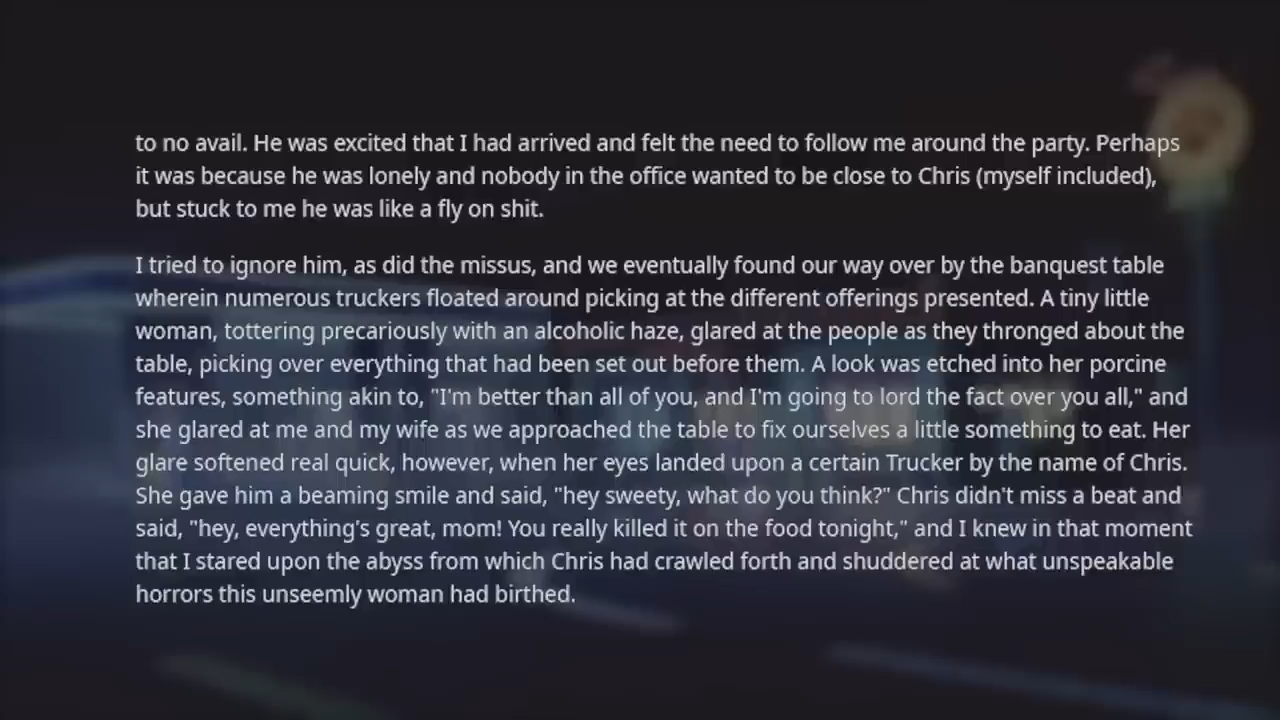 to no avail. He was excited that I had arrived and felt the need to follow me around the party. Perhaps
it was because he was lonely and nobody in the office wanted to be close to Chris (myself included),
but stuck to me he was like a fly on shit.
I tried to ignore him, as did the missus, and we eventually found our way over by the banquest table
wherein numerous truckers floated around picking at the different offerings presented. A tiny little
woman, tottering precariously with an alcoholic haze, glared at the people as they thronged about the
table, picking over everything that had been set out before them. A look was etched into her porcine
features, something akin to, "I'm better than all of you, and I'm going to lord the fact over you all," and
she glared at me and my wife as we approached the table to fix ourselves a little something to eat. Her
glare softened real quick, however, when her eyes landed upon a certain Trucker by the name of Chris.
She gave him a beaming smile and said, "hey sweety, what do you think?" Chris didn't miss a beat and
said, "hey, everything's great, mom! You really killed it on the food tonight," and I knew in that moment
that I stared upon the abyss from which Chris had crawled forth and shuddered at what unspeakable
horrors this unseemly woman had birthed.